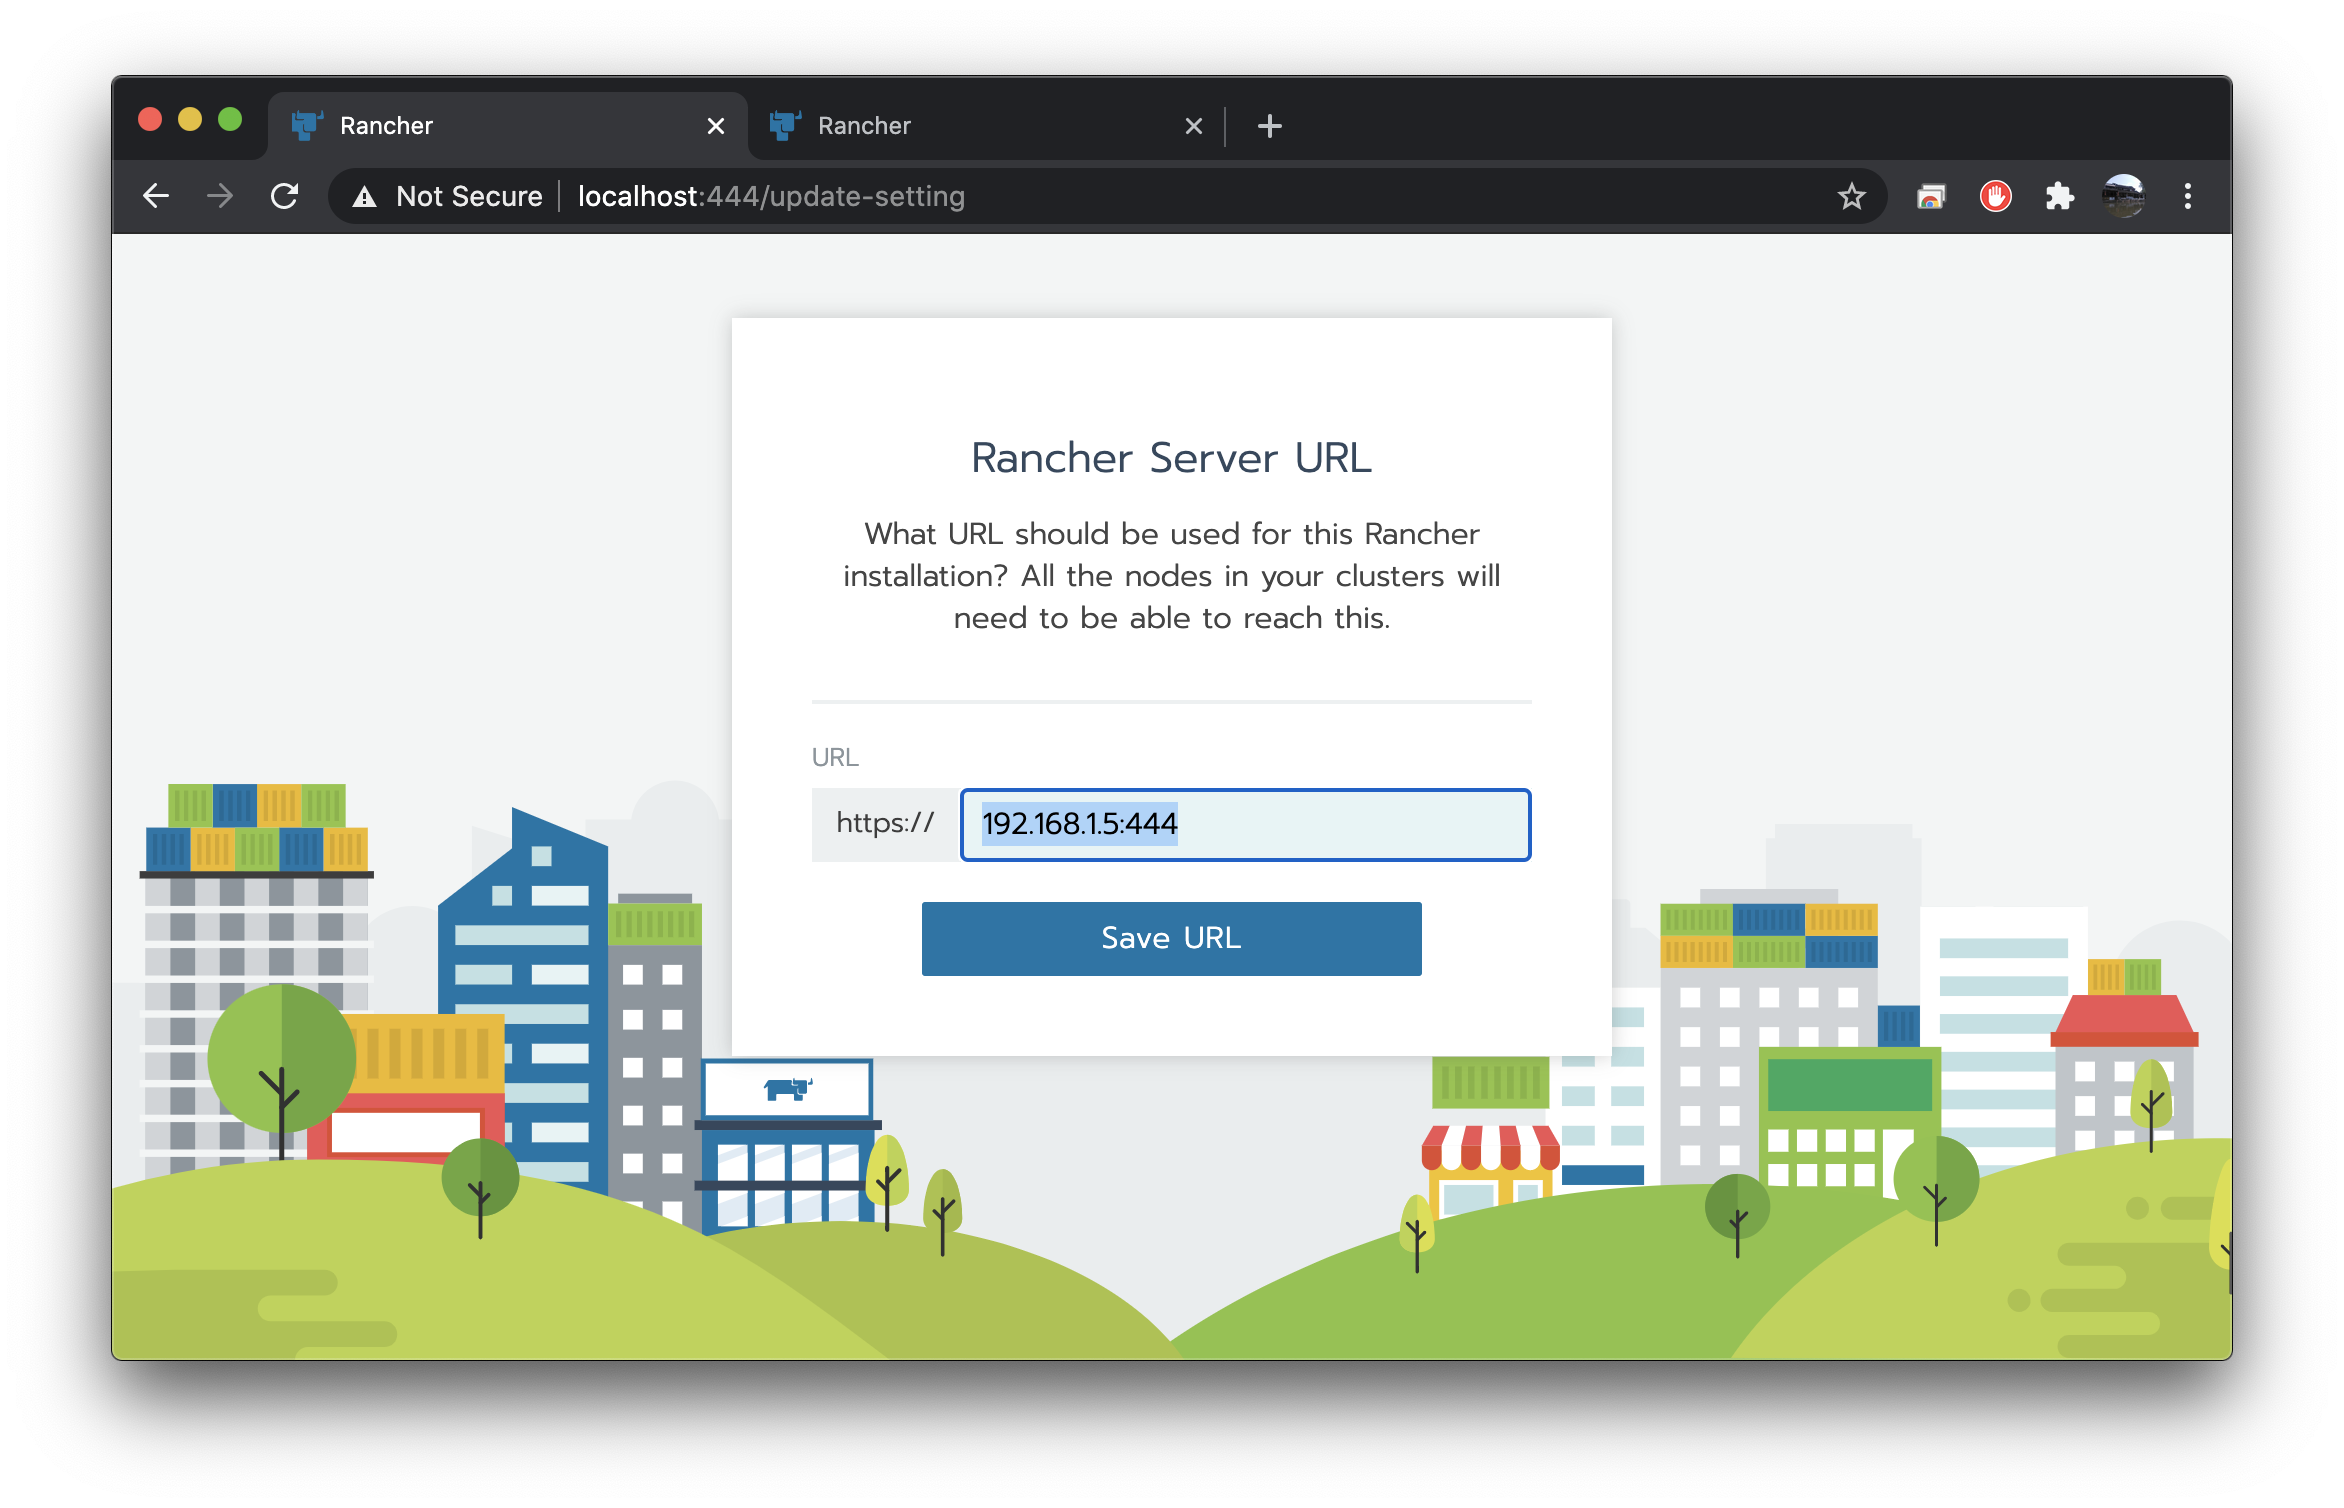 Rancher
Rancher
Not Secure localhost:444/update-setting
Rancher Server URL
What URL should be used for this Rancher
installation? All the nodes in your clusters will
need to be able to reach this.
URL
https:// 192.168.1.5:444
Save URL